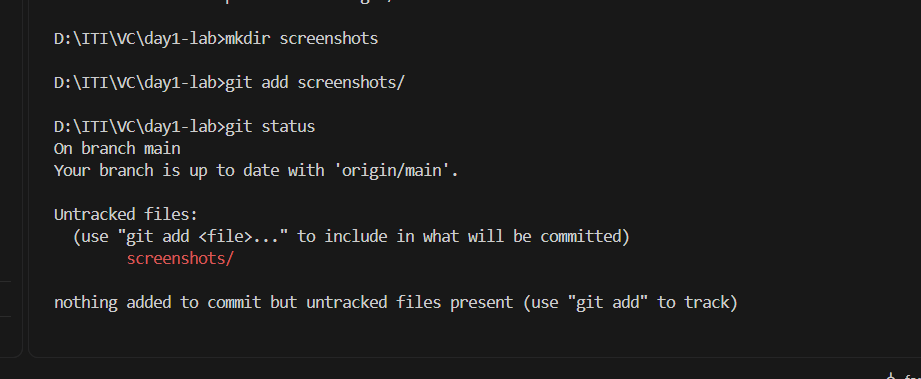 D:\ITI\VC\day1-lab>mkdir screenshots
D:\ITI\VC\day1-lab>git add screenshots/
D:\ITI\VC\day1-lab>git status
On branch main
Your branch is up to date with 'origin/main'.
Untracked files:
(use "git add <file>..." to include in what will be committed)
screenshots/
nothing added to commit but untracked files present (use "git add" to track)